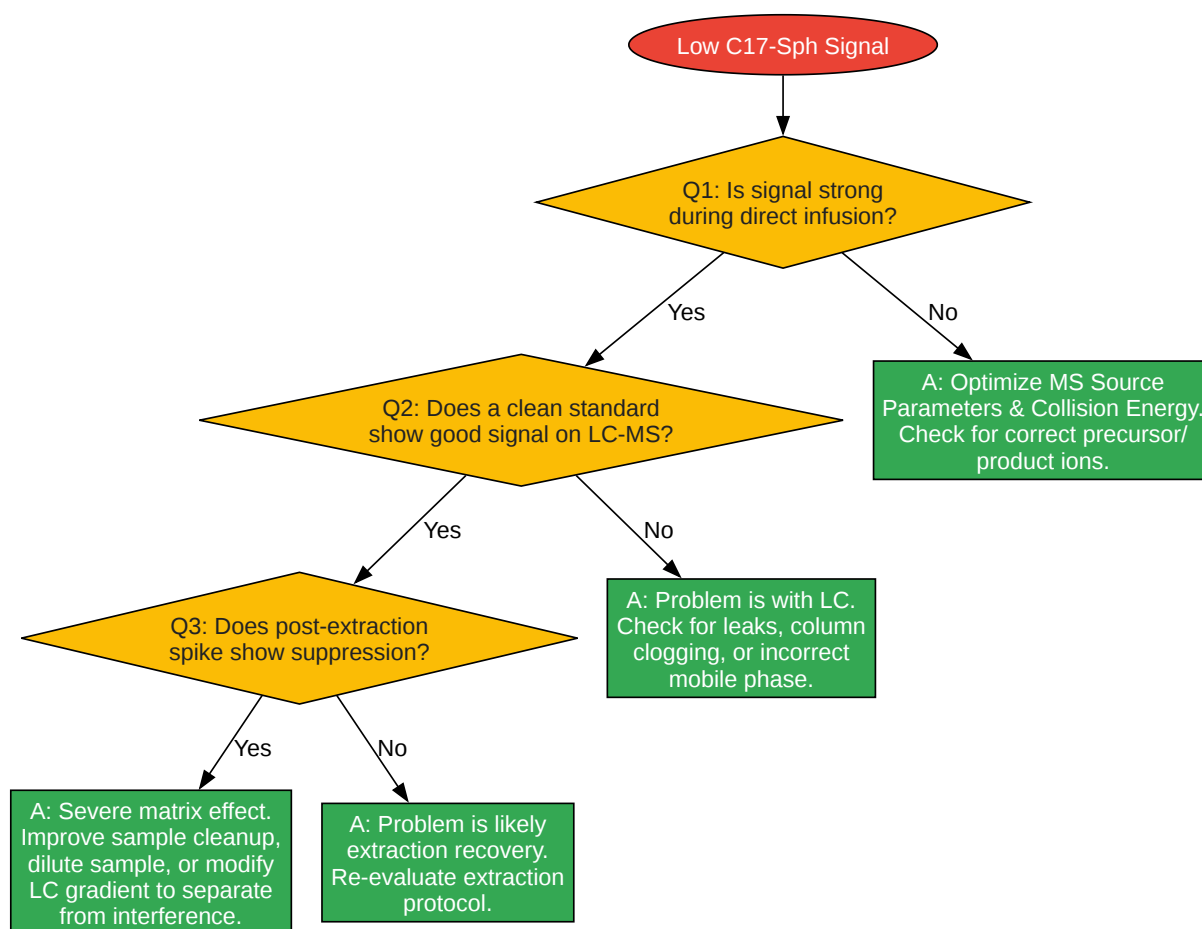 Low C17-Sph Signal
Q1: Is signal strong
during direct infusion?
Yes
No
Q2: Does a clean standard
show good signal on LC-MS?
A: Optimize MS Source
Parameters & Collision Energy.
Check for correct precursor/
product ions.
Yes
No
Q3: Does post-extraction
spike show suppression?
A: Problem is with LC.
Check for leaks, column
clogging, or incorrect
mobile phase.
Yes
No
A: Severe matrix effect.
Improve sample cleanup,
dilute sample, or modify
LC gradient to separate
from interference.
A: Problem is likely
extraction recovery.
Re-evaluate extraction
protocol.